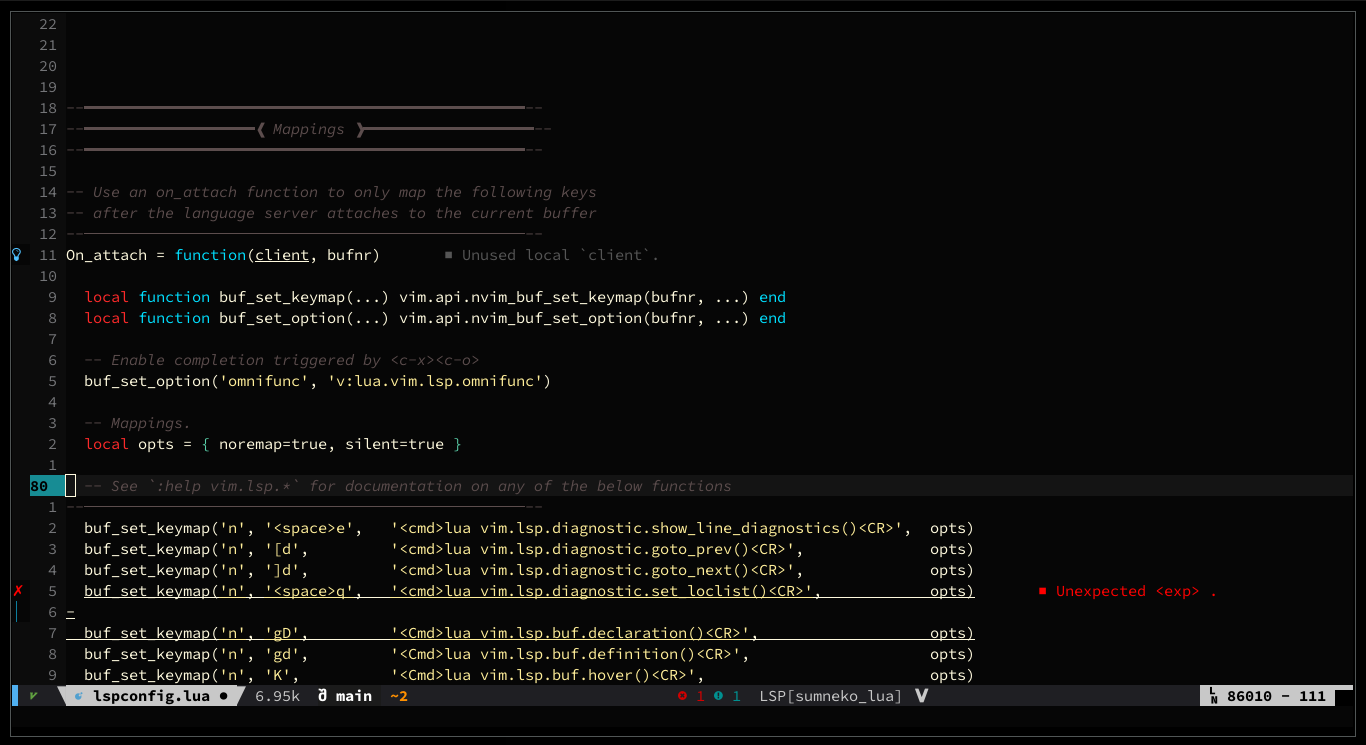 22
21
20
19
18 ----
17 --❰ Mappings ❱--
16 ----
15
14 -- Use an on_attach function to only map the following keys
13 -- after the language server attaches to the current buffer
12 ----
11 On_attach = function(client, bufnr) ■ Unused local `client`.
10
9 local function buf_set_keymap(...) vim.api.nvim_buf_set_keymap(bufnr, ...) end
8 local function buf_set_option(...) vim.api.nvim_buf_set_option(bufnr, ...) end
7
6 -- Enable completion triggered by <c-x><c-o>
5 buf_set_option('omnifunc', 'v:lua.vim.lsp.omnifunc')
4
3 -- Mappings.
2 local opts = { noremap=true, silent=true }
1
80 -- See `:help vim.lsp.*` for documentation on any of the below functions
1 ----
2 buf_set_keymap('n', '<space>e', '<cmd>lua vim.lsp.diagnostic.show_line_diagnostics()<CR>', opts)
3 buf_set_keymap('n', '[d', '<cmd>lua vim.lsp.diagnostic.goto_prev()<CR>', opts)
4 buf_set_keymap('n', ']d', '<cmd>lua vim.lsp.diagnostic.goto_next()<CR>', opts)
✗ 5 buf_set_keymap('n', '<space>q', '<cmd>lua vim.lsp.diagnostic.set_loclist()<CR>', opts) ■ Unexpected <exp> .
6 –
7 buf_set_keymap('n', 'gD', '<Cmd>lua vim.lsp.buf.declaration()<CR>', opts)
8 buf_set_keymap('n', 'gd', '<Cmd>lua vim.lsp.buf.definition()<CR>', opts)
9 buf_set_keymap('n', 'K', '<Cmd>lua vim.lsp.buf.hover()<CR>', opts)
lspconfig.lua ● 6.95k main ~2 1 1 LSP[sumneko_lua] V LN 86010 - 111